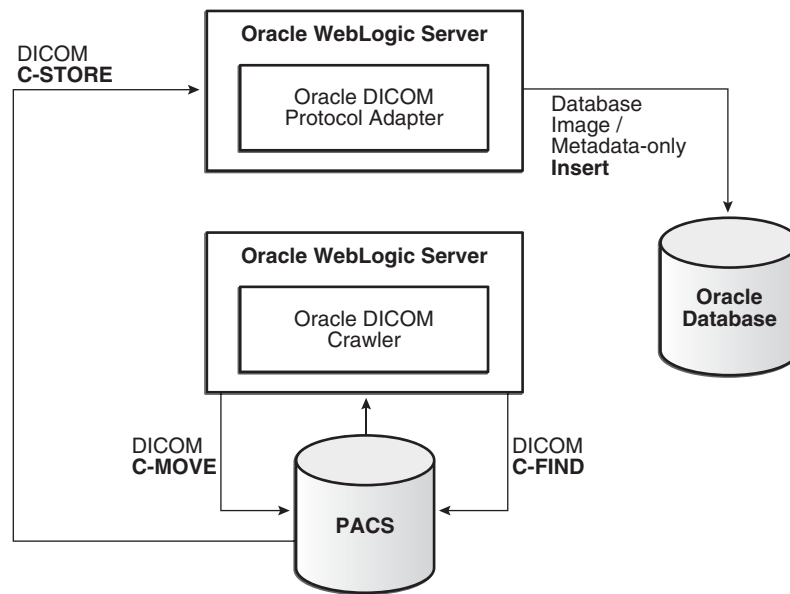 Oracle WebLogic Server
DICOM
C-STORE
Oracle DICOM
Protocol Adapter
Database
Image /
Metadata-only
Insert
Oracle WebLogic Server
Oracle DICOM
Crawler
Oracle
Database
DICOM
C-MOVE
DICOM
C-FIND
PACS